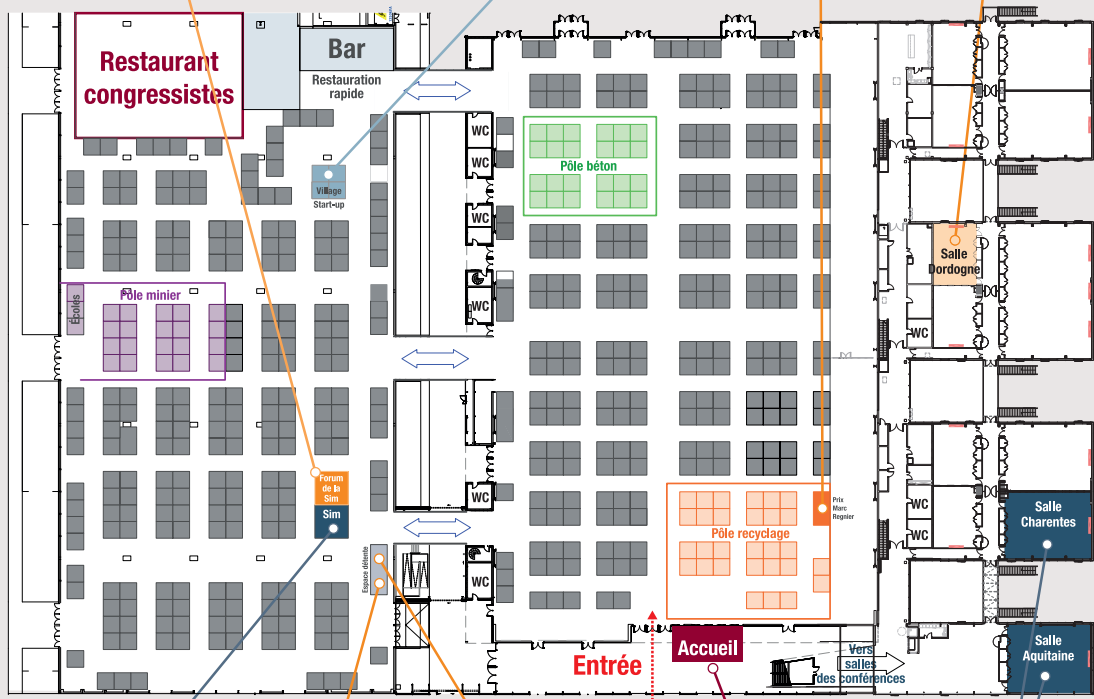 Restaurant
congressistes
Bar
Restauration
rapide
Village
Start-up
WC
WC
WC
WC
WC
Pôle béton
Salle
Dordogne
WC
Écoles
Pôle minier
Forum
de la
Sim
Sim
WC
Espace détente
WC
Prix
Marc
Regnier
Pôle recyclage
WC
WC
Salle
Charentes
Entrée
Accueil
Vers
salles
des conférences
Salle
Aquitaine